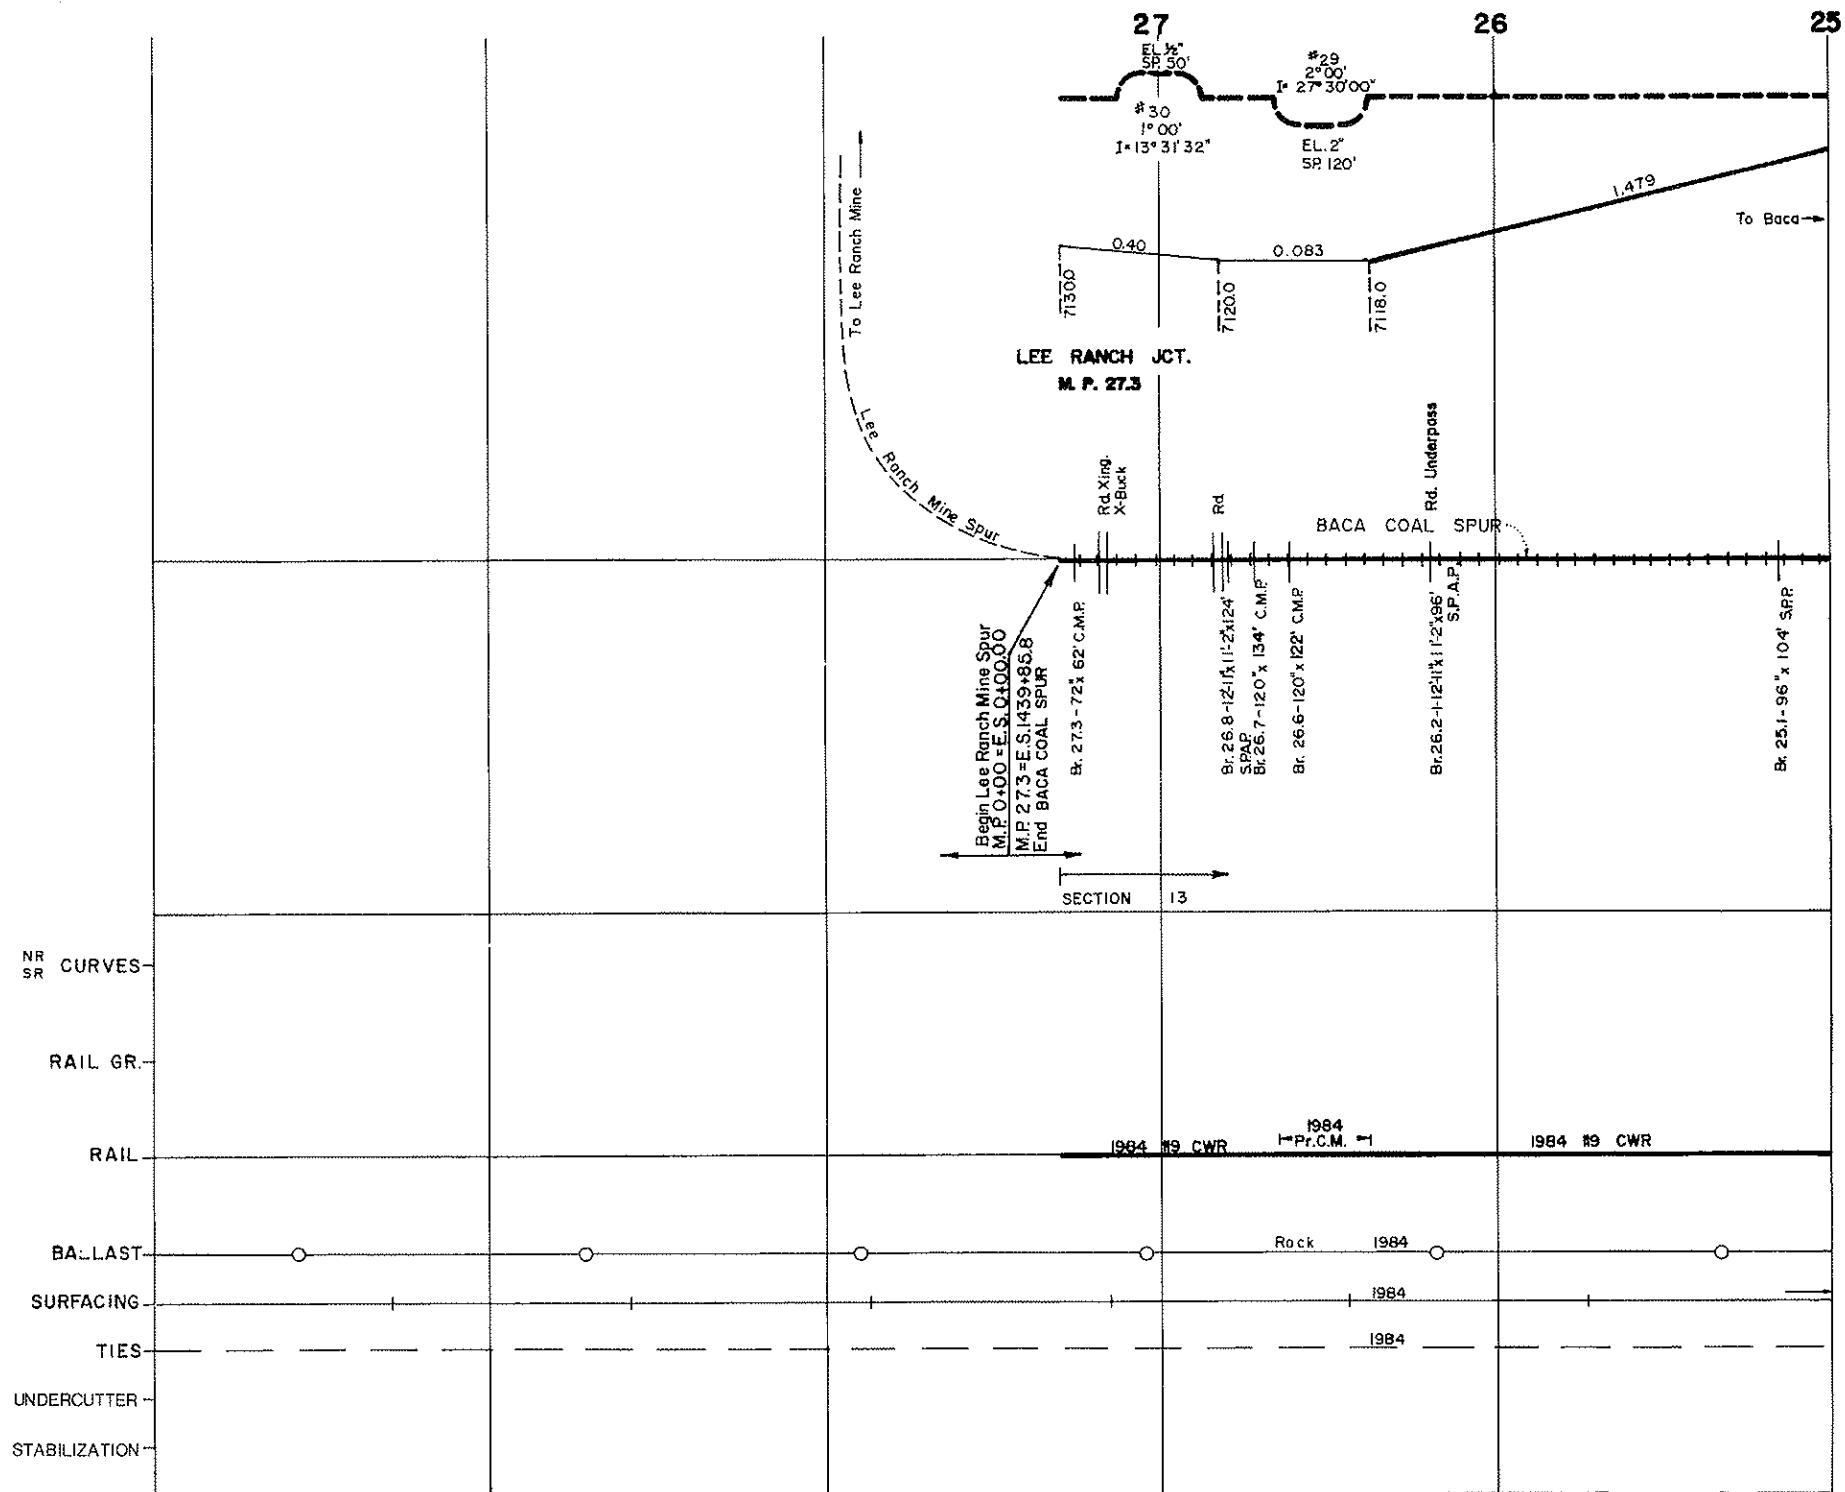 27
26
25
EL ½"
SP. 50'
#29
2° 00'
I= 27° 30' 00"
#30
1° 00'
I= 13° 31' 32"
EL. 2"
SP. 120'
1.479
To Baca
0.40
0.083
7130.0
7120.0
7118.0
To Lee Ranch Mine
LEE RANCH JCT.
M. P. 27.3
Lee Ranch Mine Spur
Rd. Xing.
X-Buck
Rd.
Rd. Underpass
BACA COAL SPUR
Begin Lee Ranch Mine Spur
M.P. 0+00 = E.S. 0+00.00
M.P. 27.3 = E.S. 1439+85.8
End BACA COAL SPUR
Br. 27.3-72" x 62' C.M.P.
Br. 26.8-12'-11"x11'-2"x124'
S.P.A.P.
Br. 26.7-120" x 134' C.M.P.
Br. 26.6-120" x 122' C.M.P.
Br. 26.2-1-12'-11"x11'-2"x96'
S.P.A.P.
Br. 25.1-96" x 104' S.P.P.
SECTION 13
NR
SR CURVES
RAIL GR.
RAIL
1984 #9 CWR
1984
Pr. C.M.
1984 #9 CWR
BALLAST
Rock 1984
SURFACING
1984
TIES
1984
UNDERCUTTER
STABILIZATION